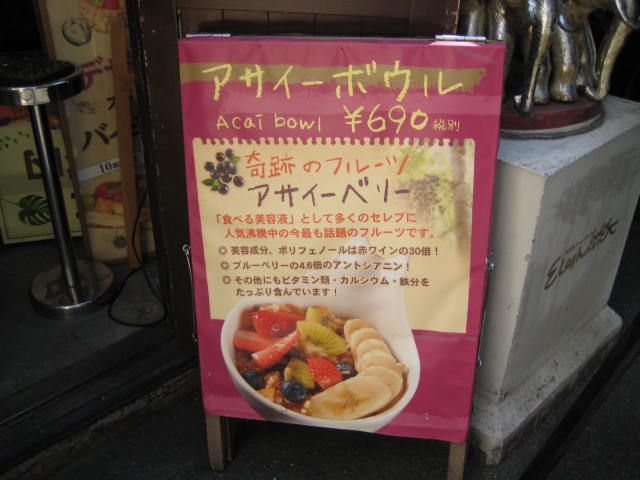 アサイーボウル
Acai bowl ¥690 税別
奇跡のフルーツ
アサイーベリー
「食べる美容液」として多くのセレブに
人気沸騰中の今最も話題のフルーツです。
◎ 美容成分、ポリフェノールは赤ワインの30倍！
◎ ブルーベリーの4.6倍のアントシアニン！
◎ その他にもビタミン類・カルシウム・鉄分を
たっぷり含んでいます！